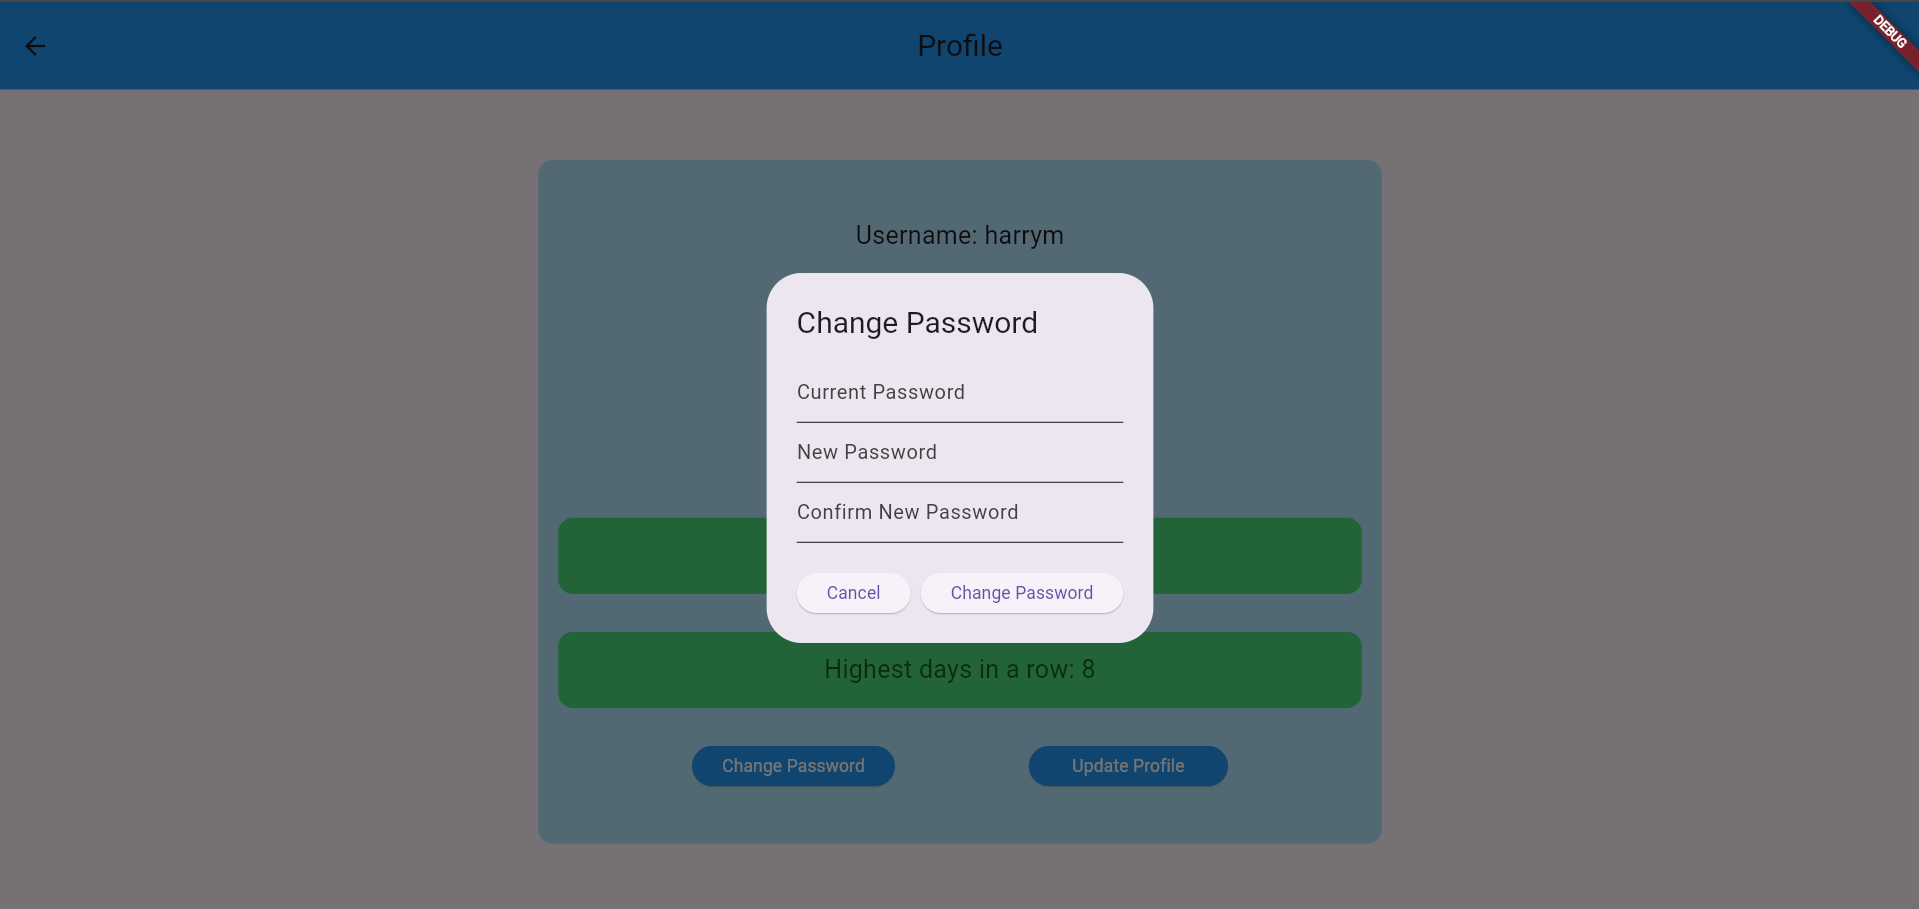 Profile
DEBUG
Username: harrym
Change Password
Current Password
New Password
Confirm New Password
Cancel
Change Password
Highest days in a row: 8
Change Password
Update Profile